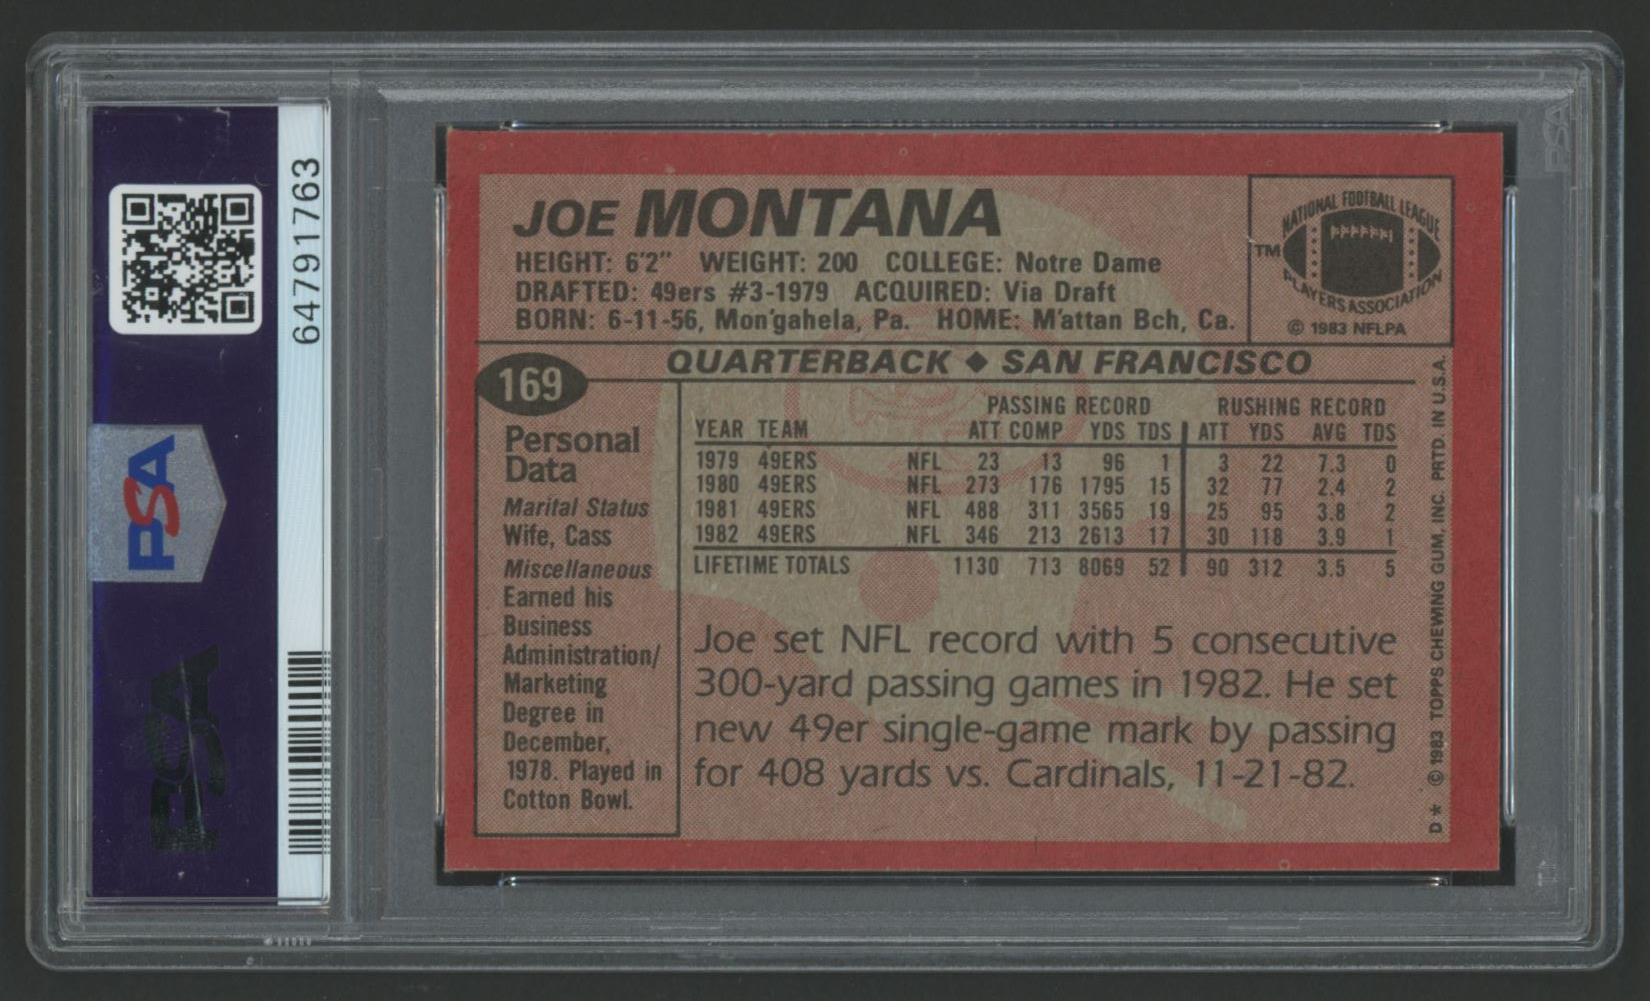 64791763
PSA
PSA
PSA
JOE MONTANA
HEIGHT: 6'2" WEIGHT: 200 COLLEGE: Notre Dame
DRAFTED: 49ers #3-1979 ACQUIRED: Via Draft
BORN: 6-11-56, Mon'gahela, Pa. HOME: M'attan Bch, Ca.
NATIONAL FOOTBALL LEAGUE
TM
PLAYERS ASSOCIATION
© 1983 NFLPA
QUARTERBACK ◆ SAN FRANCISCO
169
Personal
Data
Marital Status
Wife, Cass
Miscellaneous
Earned his
Business
Administration/
Marketing
Degree in
December,
1978. Played in
Cotton Bowl.
PASSING RECORD RUSHING RECORD
YEAR TEAM ATT COMP YDS TDS ATT YDS AVG TDS
1979 49ERS NFL 23 13 96 1 3 22 7.3 0
1980 49ERS NFL 273 176 1795 15 32 77 2.4 2
1981 49ERS NFL 488 311 3565 19 25 95 3.8 2
1982 49ERS NFL 346 213 2613 17 30 118 3.9 1
LIFETIME TOTALS 1130 713 8069 52 90 312 3.5 5
Joe set NFL record with 5 consecutive
300-yard passing games in 1982. He set
new 49er single-game mark by passing
for 408 yards vs. Cardinals, 11-21-82.
D* © 1983 TOPPS CHEWING GUM, INC. PRTD. IN U.S.A.